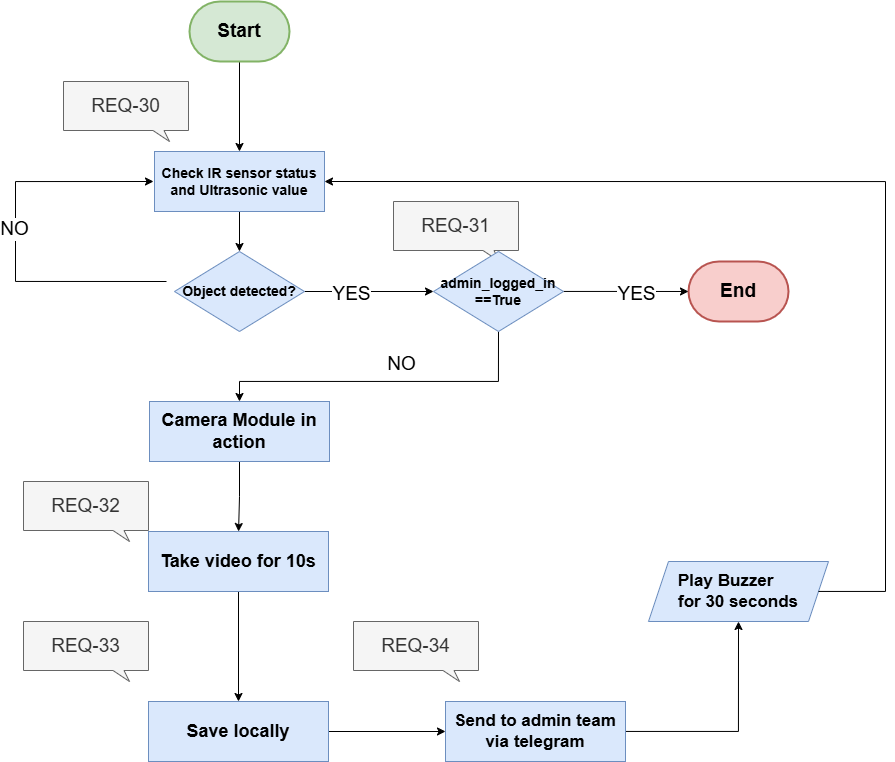 Start
REQ-30
Check IR sensor status
and Ultrasonic value
NO
REQ-31
Object detected?
YES
admin_logged_in
==True
YES
End
NO
Camera Module in
action
REQ-32
Take video for 10s
Play Buzzer
for 30 seconds
REQ-33
REQ-34
Save locally
Send to admin team
via telegram